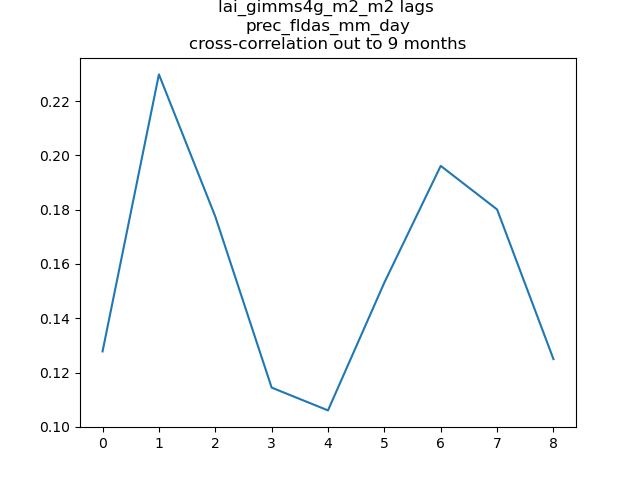 lai_gimms4g_m2_m2 lags
prec_fldas_mm_day
cross-correlation out to 9 months
0.22
0.20
0.18
0.16
0.14
0.12
0.10
0 1 2 3 4 5 6 7 8